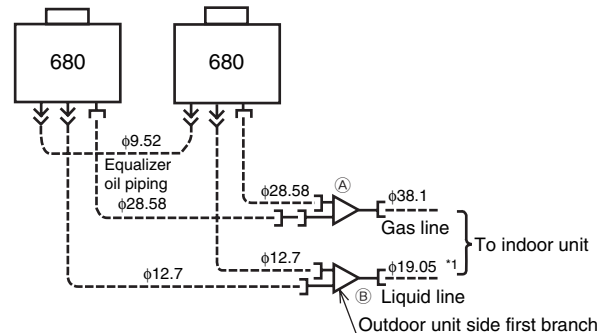 680
680
ϕ9.52
Equalizer
oil piping
ϕ28.58
ϕ28.58
Ⓐ
ϕ38.1
Gas line
To indoor unit
ϕ12.7
ϕ12.7
ϕ19.05 *1
Ⓑ Liquid line
Outdoor unit side first branch